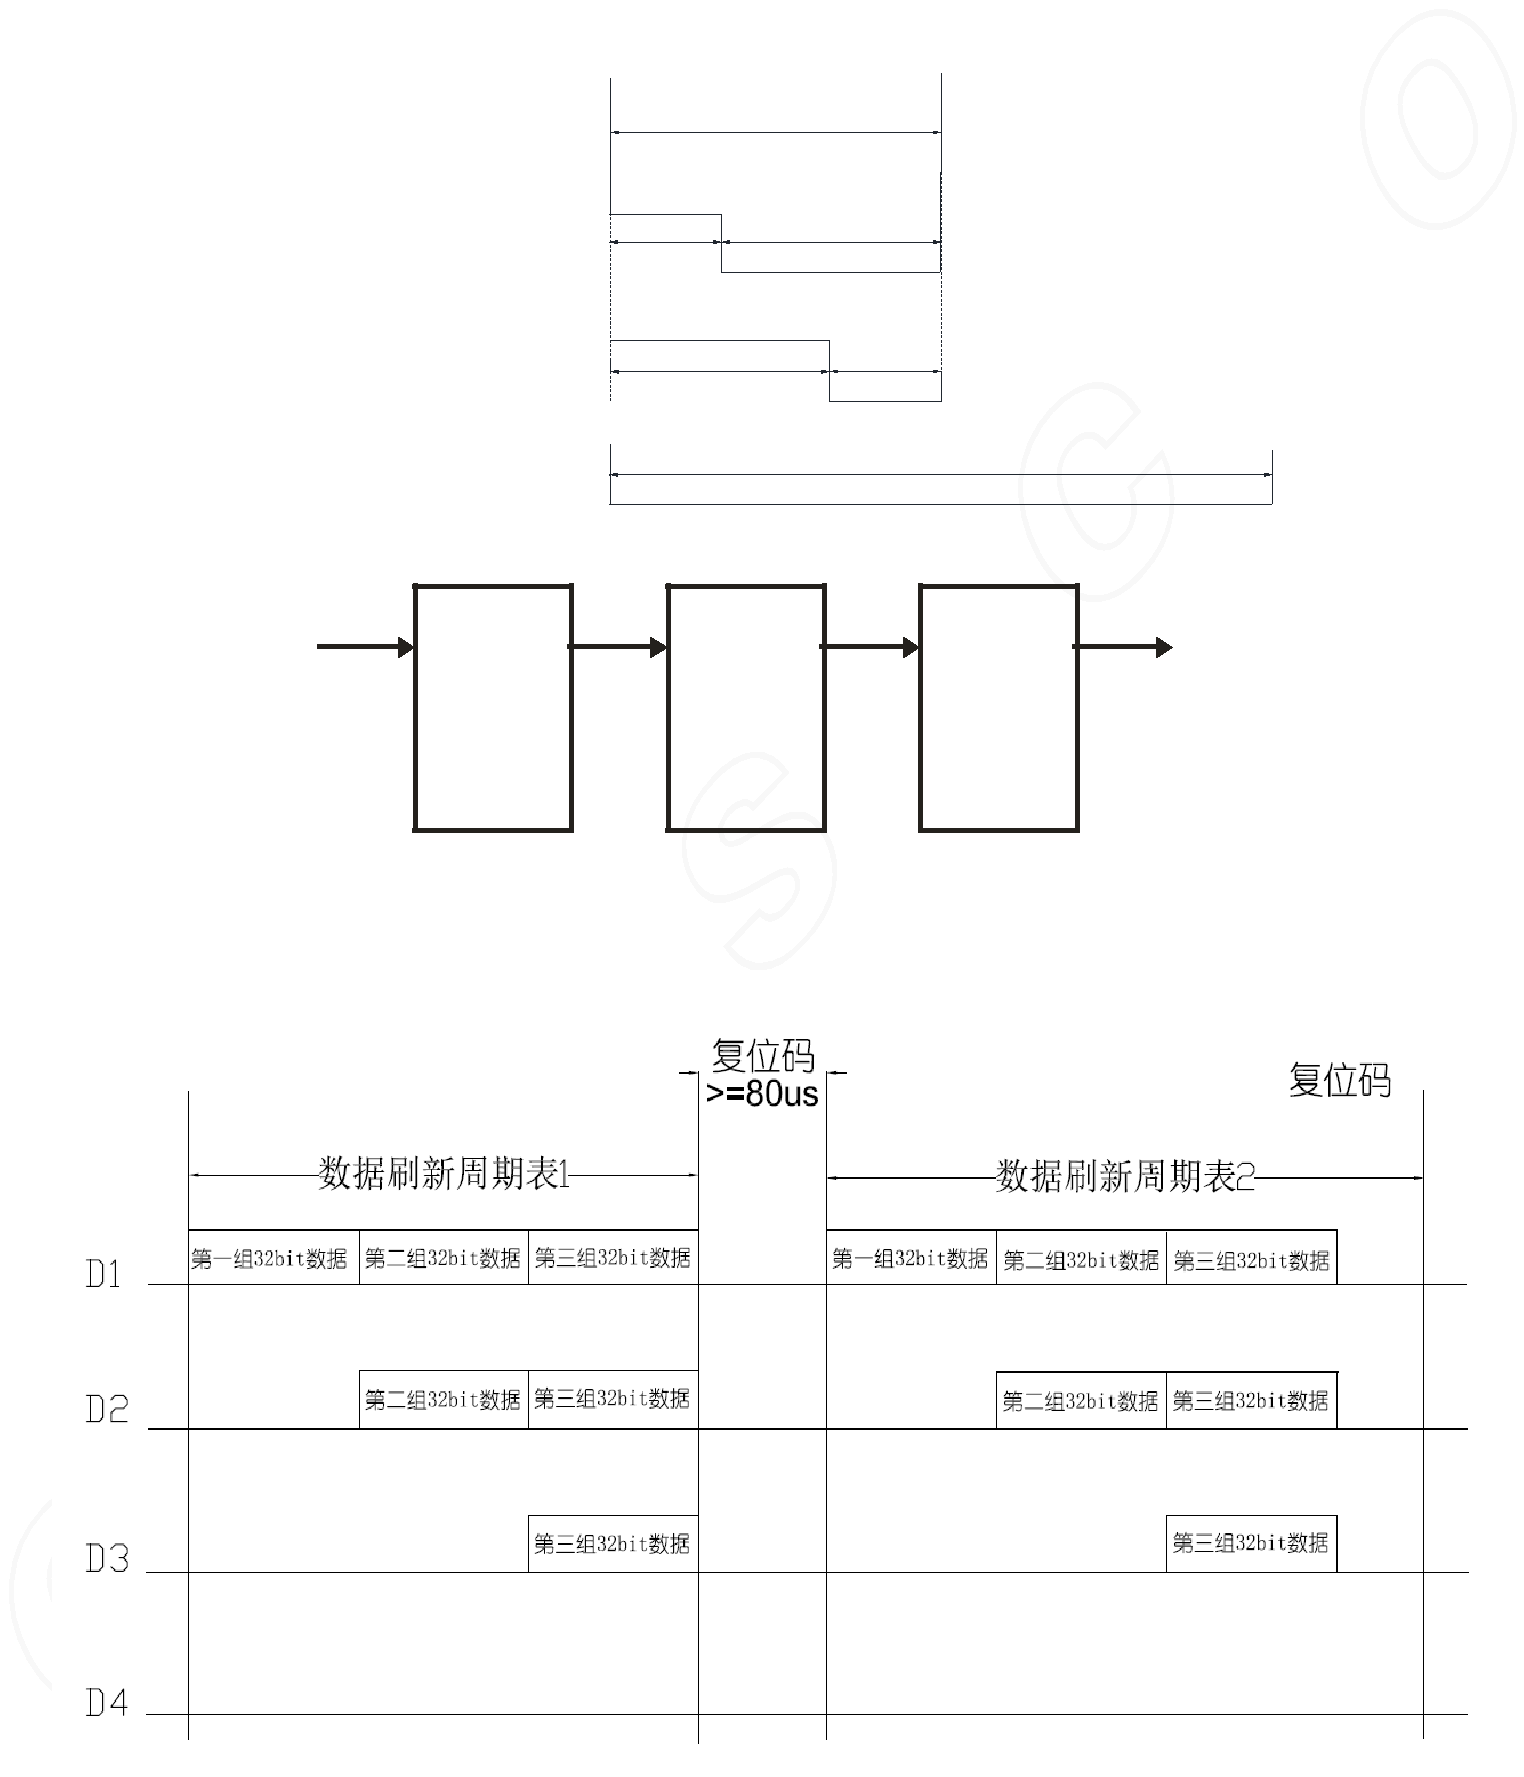 复位码
>=80us
复位码
数据刷新周期表1
数据刷新周期表2
第一组32bit数据 第二组32bit数据 第三组32bit数据 第一组32bit数据 第二组32bit数据 第三组32bit数据
D1
第二组32bit数据 第三组32bit数据 第二组32bit数据 第三组32bit数据
D2
第三组32bit数据 第三组32bit数据
D3
D4